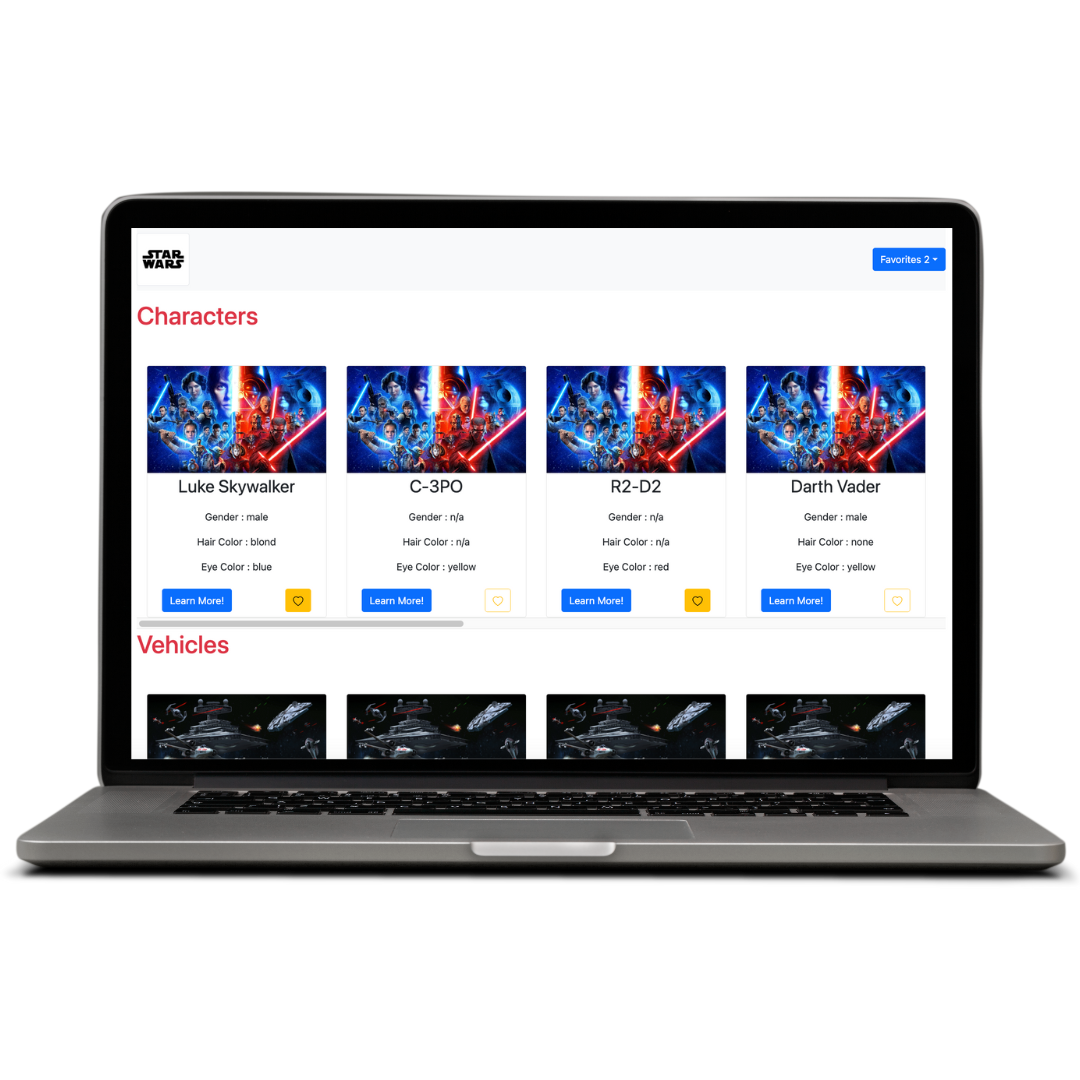 STAR
WARS
Favorites 2
Characters
Luke Skywalker
Gender : male
Hair Color : blond
Eye Color : blue
Learn More!
C-3PO
Gender : n/a
Hair Color : n/a
Eye Color : yellow
Learn More!
R2-D2
Gender : n/a
Hair Color : n/a
Eye Color : red
Learn More!
Darth Vader
Gender : male
Hair Color : none
Eye Color : yellow
Learn More!
Vehicles